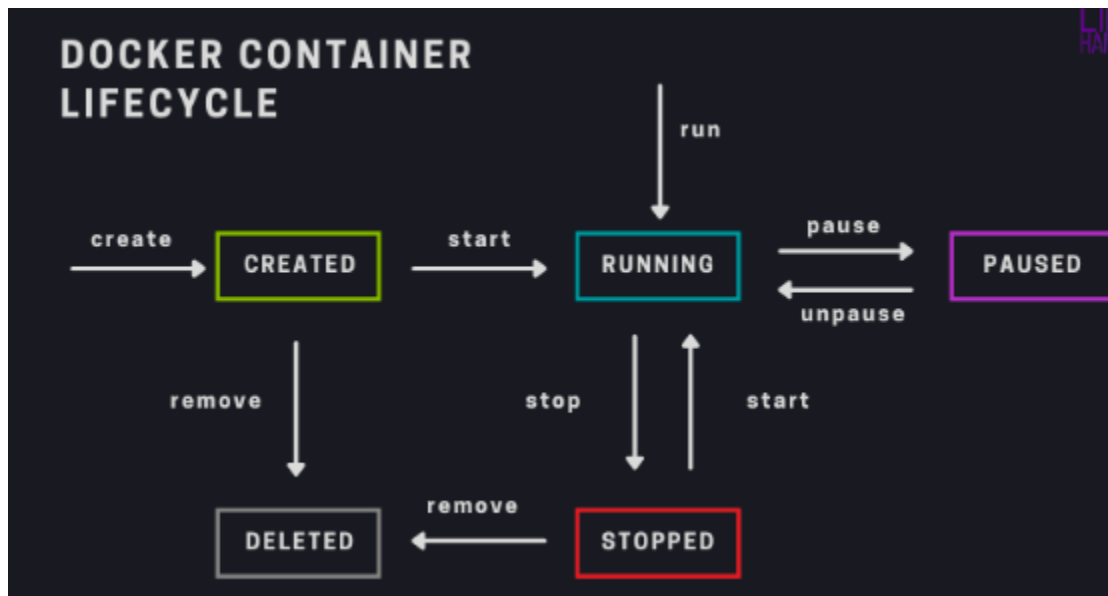 DOCKER CONTAINER
LIFECYCLE
run
create
CREATED
start
RUNNING
pause
unpause
PAUSED
remove
stop
start
DELETED
remove
STOPPED